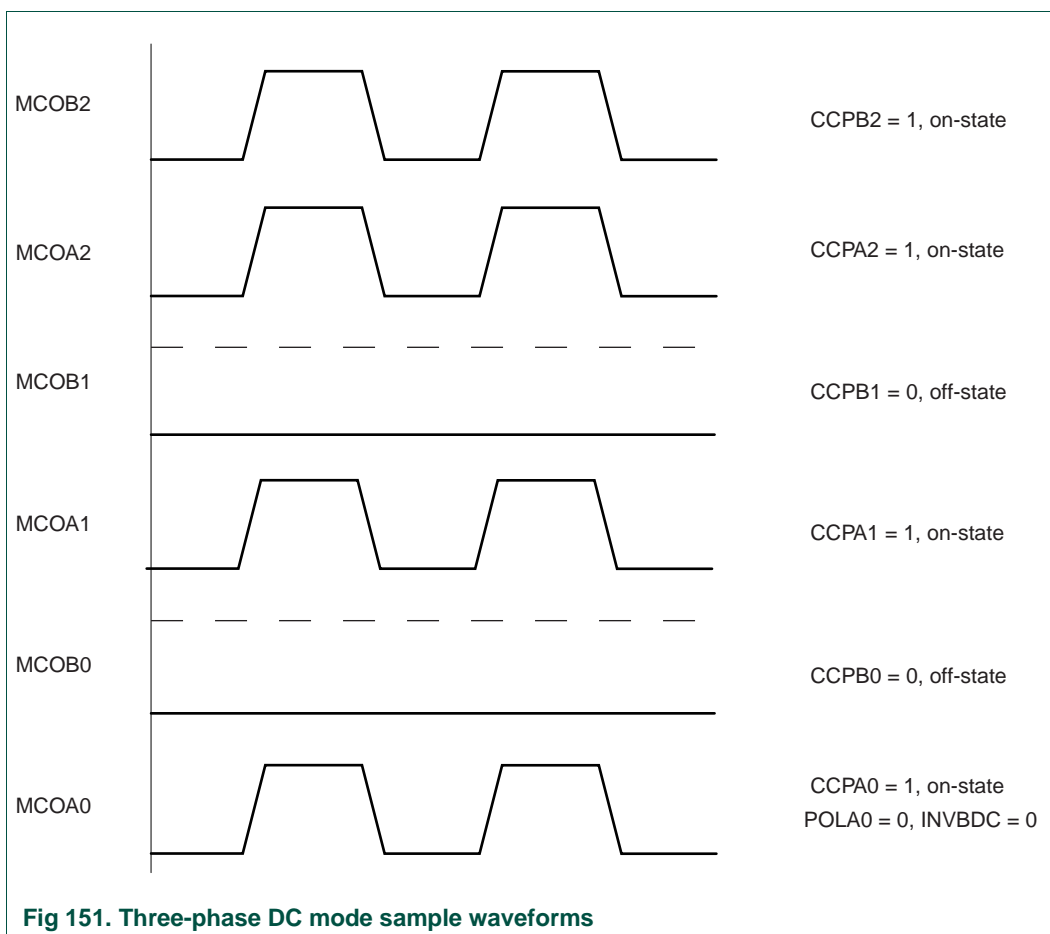 MCOB2
CCPB2 = 1, on-state
MCOA2
CCPA2 = 1, on-state
MCOB1
CCPB1 = 0, off-state
MCOA1
CCPA1 = 1, on-state
MCOB0
CCPB0 = 0, off-state
MCOA0
CCPA0 = 1, on-state
POLA0 = 0, INVBDC = 0
Fig 151. Three-phase DC mode sample waveforms